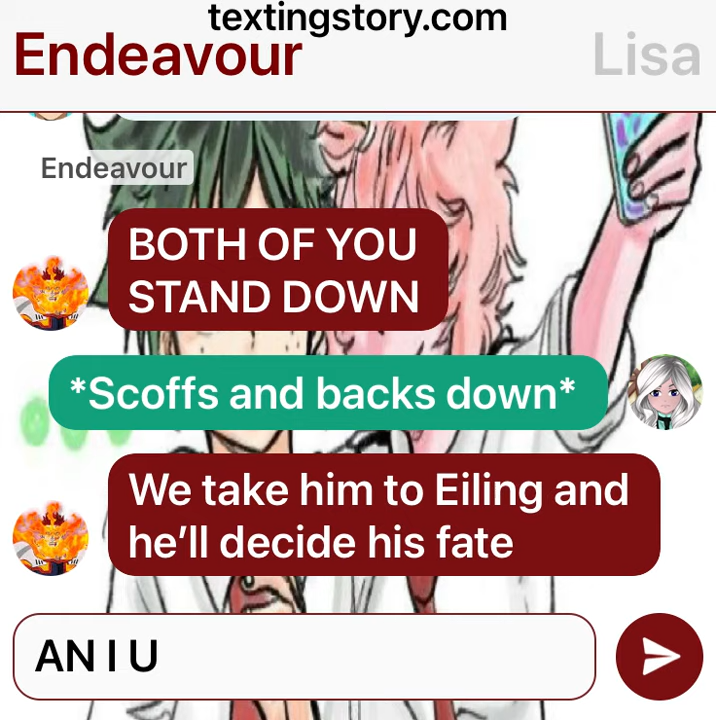 textingstory.com
Endeavour
Lisa
Endeavour
BOTH OF YOU
STAND DOWN
*Scoffs and backs down*
We take him to Eiling and
he’ll decide his fate
AN I U